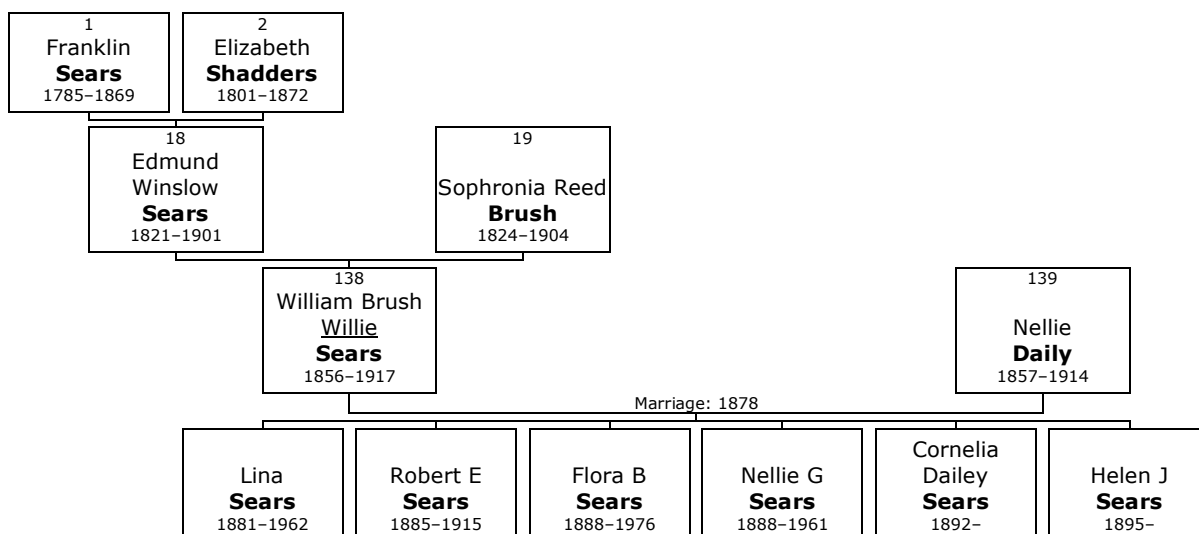 1
Franklin
Sears
1785–1869
2
Elizabeth
Shadders
1801–1872
18
Edmund
Winslow
Sears
1821–1901
19
Sophronia Reed
Brush
1824–1904
138
William Brush
Willie
Sears
1856–1917
139
Nellie
Daily
1857–1914
Marriage: 1878
Lina
Sears
1881–1962
Robert E
Sears
1885–1915
Flora B
Sears
1888–1976
Nellie G
Sears
1888–1961
Cornelia
Dailey
Sears
1892–
Helen J
Sears
1895–